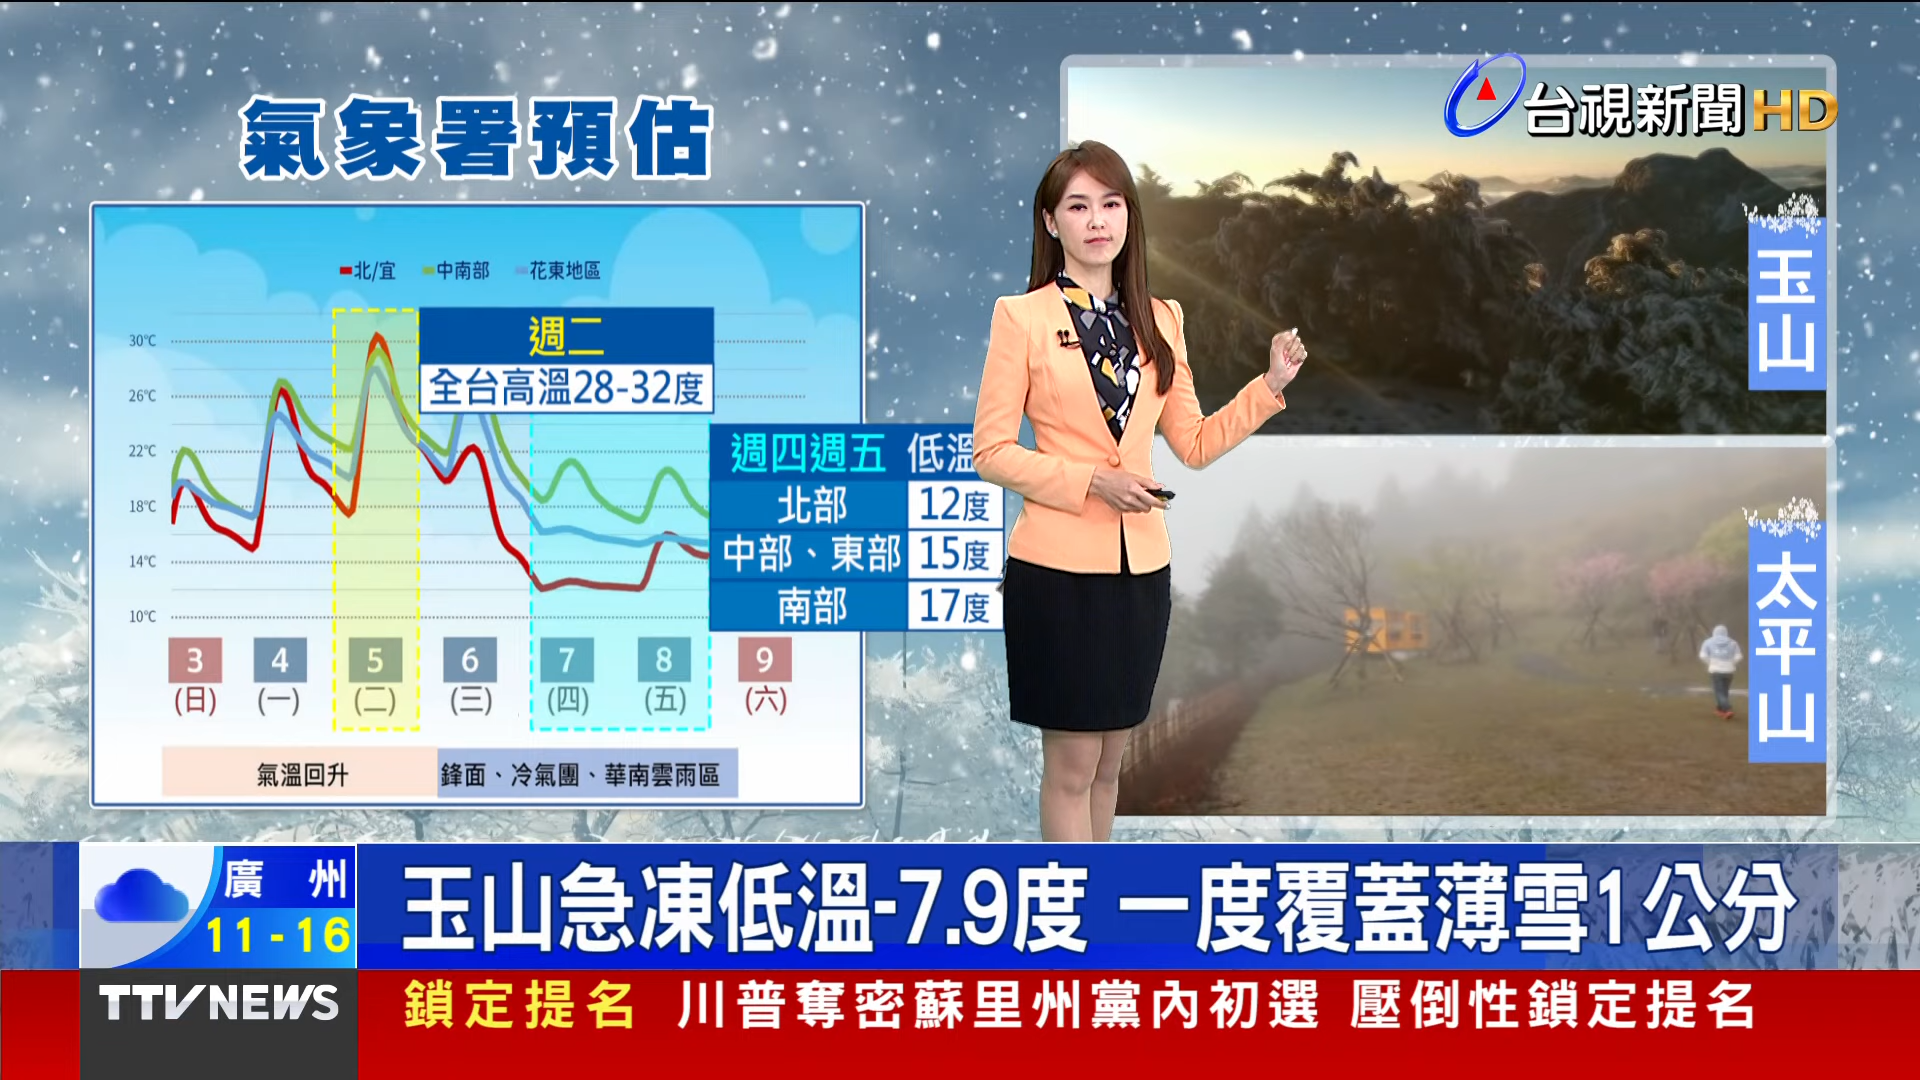 氣象署預估
台視新聞HD
北/宜 中南部 花東地區
週二
全台高溫28-32度
30℃
26℃
22℃
18℃
14℃
10℃
週四週五 低溫
北部 12度
中部、東部 15度
南部 17度
3 4 5 6 7 8 9
(日) (一) (二) (三) (四) (五) (六)
氣溫回升 鋒面、冷氣團、華南雲雨區
玉山
太平山
廣州
11-16
玉山急凍低溫-7.9度 一度覆蓋薄雪1公分
TTV NEWS
鎖定提名 川普奪密蘇里州黨內初選 壓倒性鎖定提名